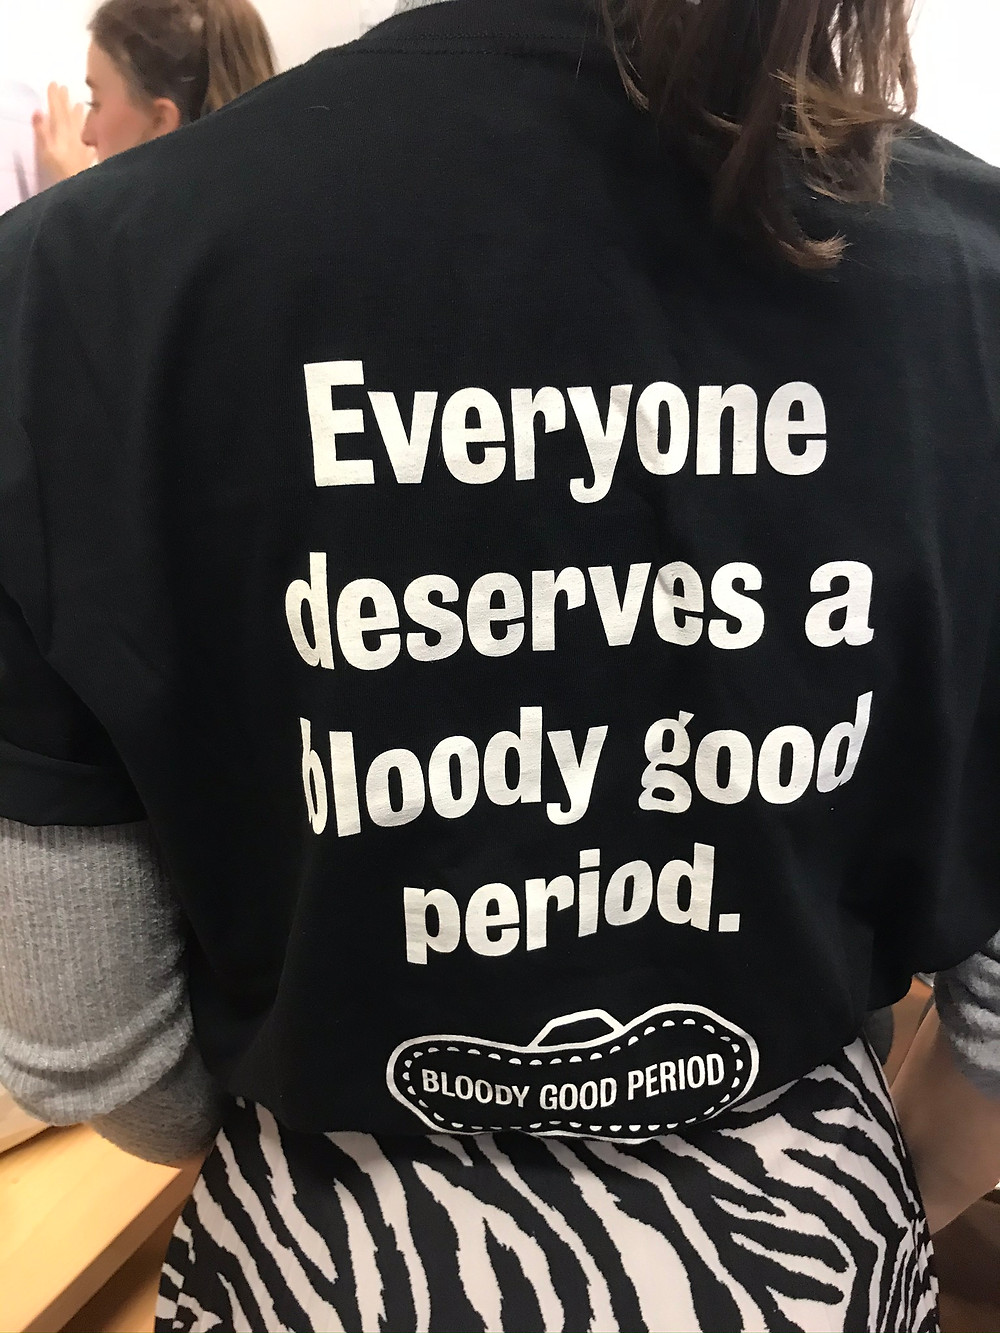 Everyone
deserves a
bloody good
period.
BLOODY GOOD PERIOD